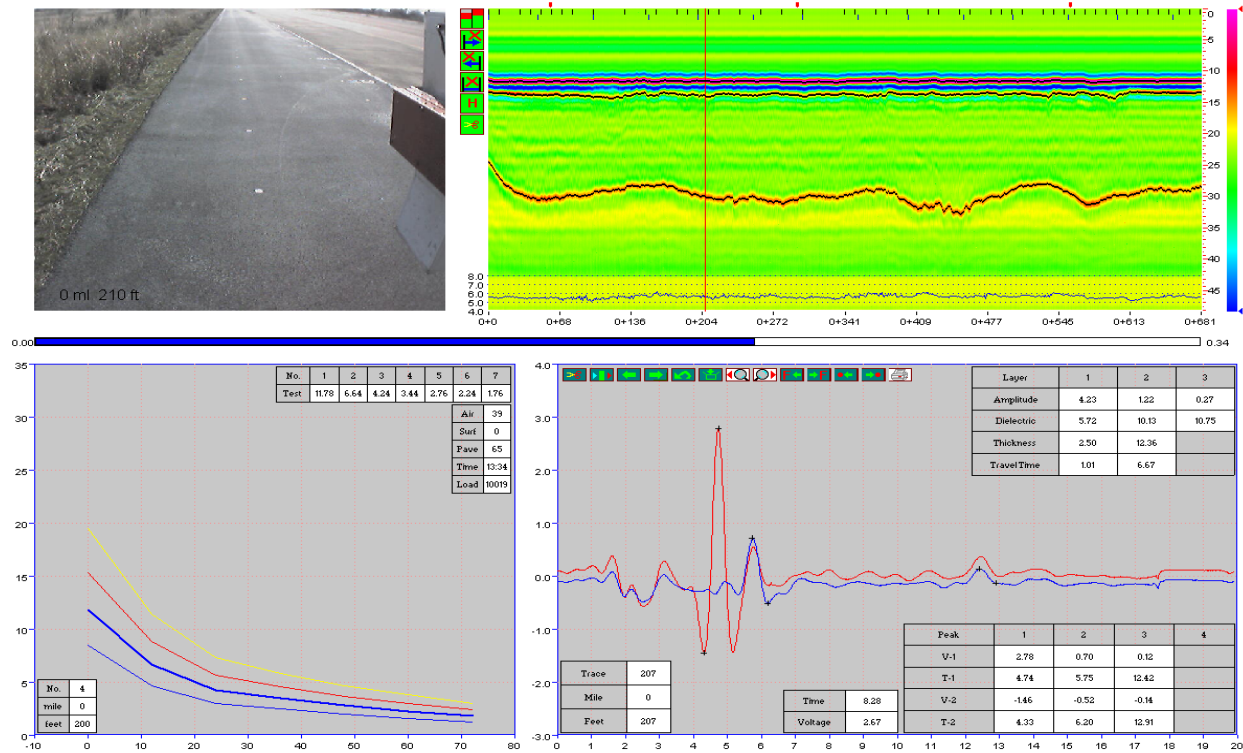 0 ml 210 ft
H
0
5
10
15
20
25
30
35
40
45
8.0
7.0
6.0
5.0
4.0
0+0 0+68 0+136 0+204 0+272 0+341 0+409 0+477 0+545 0+613 0+681
0.00 0.34
35
25
20
15
10
5
0
-10 0 10 20 30 40 50 60 70 80
No. 1 2 3 4 5 6 7
Test 11.78 6.64 4.24 3.44 2.76 2.24 1.76
Air 39
Surf 0
Pave 65
Time 13:34
Load 10019
No. 4
mile 0
feet 200
4.0
3.0
2.0
1.0
0.0
-1.0
-2.0
-3.0
0 1 2 3 4 5 6 7 8 9 10 11 12 13 14 15 16 17 18 19 20
Layer 1 2 3
Amplitude 4.23 1.22 0.27
Dielectric 5.72 10.13 10.75
Thickness 2.50 12.36
Travel Time 1.01 6.67
Trace 207
Mile 0
Feet 207
Time 8.28
Voltage 2.67
Peak 1 2 3 4
V-1 2.78 0.70 0.12
T-1 4.74 5.75 12.42
V-2 -1.46 -0.52 -0.14
T-2 4.33 6.20 12.91